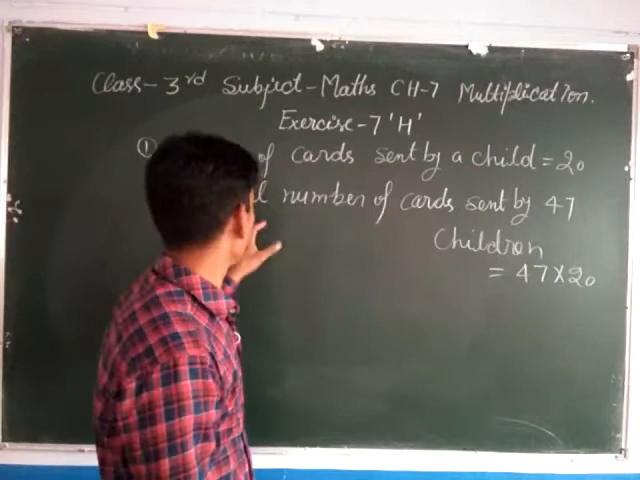 Class-3rd Subject-Maths CH-7 Multiplication.
Exercise-7'H'
① of cards sent by a child = 20
number of cards sent by 47
Children
= 47×20